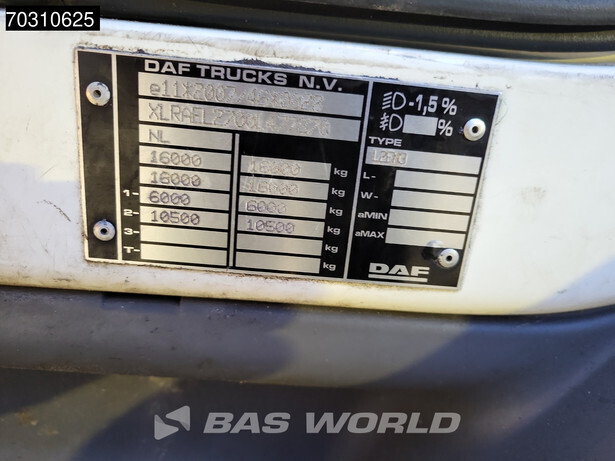 70310625
DAF TRUCKS N.V.
NL
16000 16000 kg
16000 16000 kg
1- 6000 6000 kg
2- 10500 10500 kg
3- kg
T- kg
-1,5%
%
TYPE
L-
W-
aMIN
aMAX
DAF
BAS WORLD